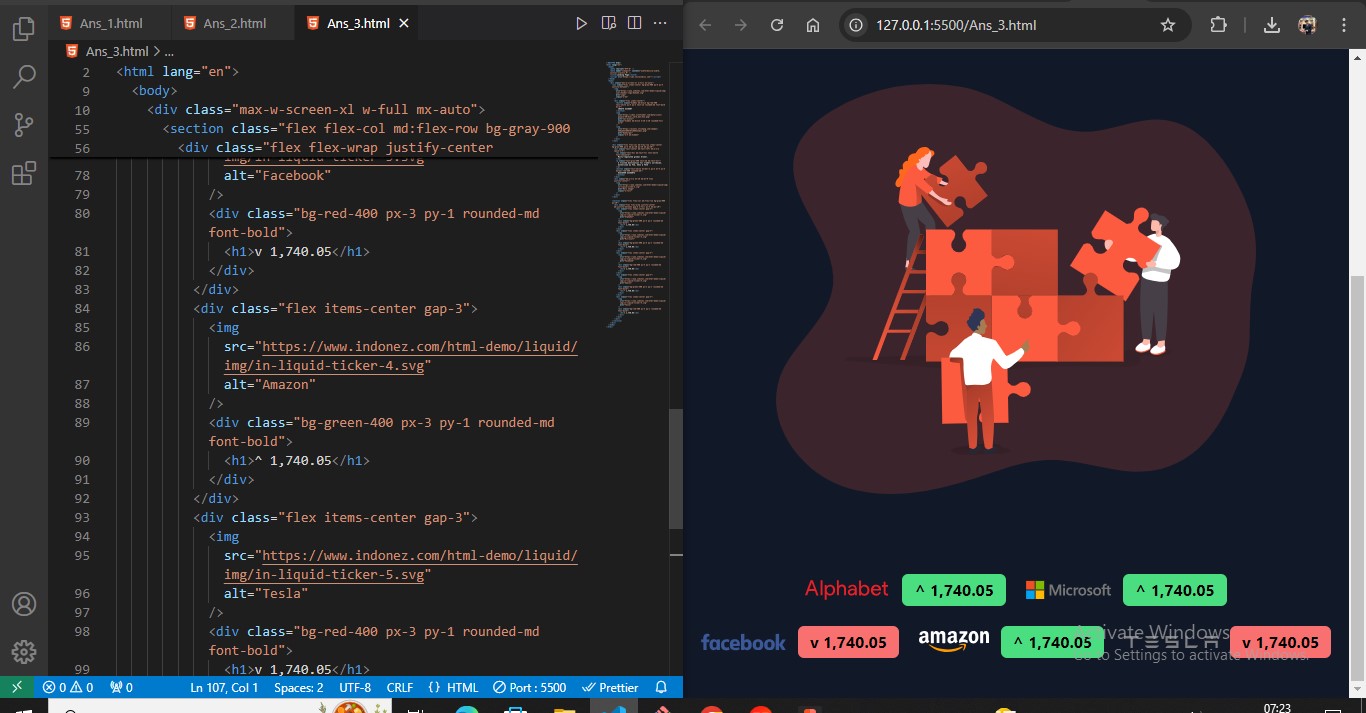 Ans_1.html
Ans_2.html
Ans_3.html
Ans_3.html > ...
2 <html lang="en">
9 <body>
10 <div class="max-w-screen-xl w-full mx-auto">
55 <section class="flex flex-col md:flex-row bg-gray-900
56 <div class="flex flex-wrap justify-center
img/in-liquid-ticker-3.svg"
78 alt="Facebook"
79 />
80 <div class="bg-red-400 px-3 py-1 rounded-md
font-bold">
81 <h1>v 1,740.05</h1>
82 </div>
83 </div>
84 <div class="flex items-center gap-3">
85 <img
86 src="https://www.indonez.com/html-demo/liquid/
img/in-liquid-ticker-4.svg"
87 alt="Amazon"
88 />
89 <div class="bg-green-400 px-3 py-1 rounded-md
font-bold">
90 <h1>^ 1,740.05</h1>
91 </div>
92 </div>
93 <div class="flex items-center gap-3">
94 <img
95 src="https://www.indonez.com/html-demo/liquid/
img/in-liquid-ticker-5.svg"
96 alt="Tesla"
97 />
98 <div class="bg-red-400 px-3 py-1 rounded-md
font-bold">
99 <h1>v 1,740.05</h1>
0 0 0 Ln 107, Col 1 Spaces: 2 UTF-8 CRLF {} HTML Port : 5500 Prettier
127.0.0.1:5500/Ans_3.html
Alphabet ^ 1,740.05 Microsoft ^ 1,740.05
facebook v 1,740.05 amazon ^ 1,740.05 TESLA v 1,740.05
Activate Windows
Go to Settings to activate Windows.
07:23